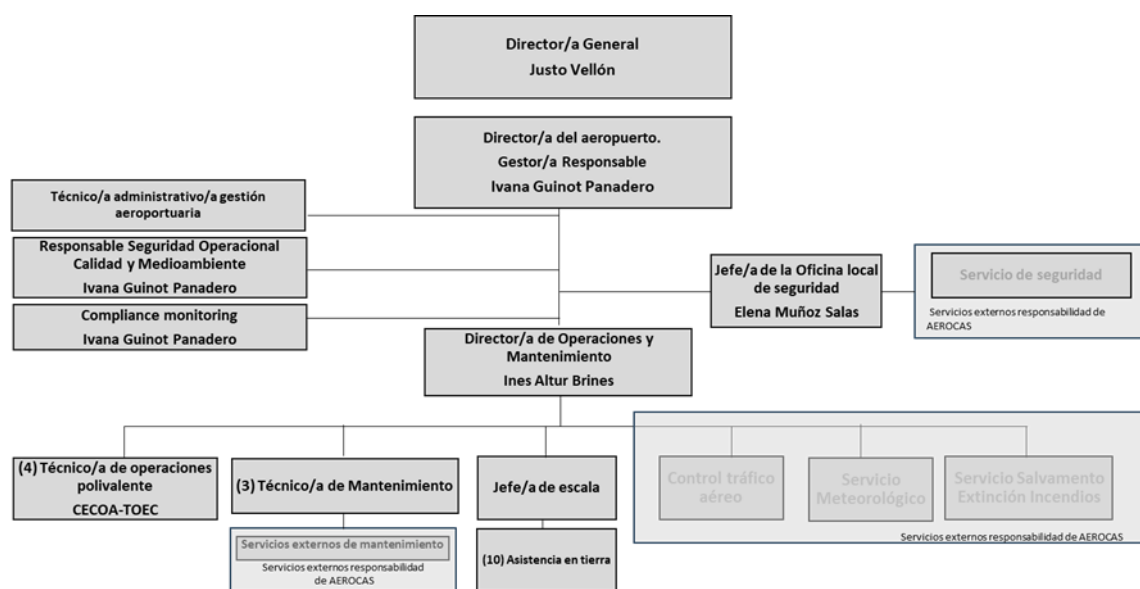 Director/a General
Justo Vellón
Director/a del aeropuerto.
Gestor/a Responsable
Ivana Guinot Panadero
Técnico/a administrativo/a gestión
aeroportuaria
Responsable Seguridad Operacional
Calidad y Medioambiente
Ivana Guinot Panadero
Compliance monitoring
Ivana Guinot Panadero
Jefe/a de la Oficina local
de seguridad
Elena Muñoz Salas
Servicio de seguridad
Servicios externos responsabilidad de
AEROCAS
Director/a de Operaciones y
Mantenimiento
Ines Altur Brines
(4) Técnico/a de operaciones
polivalente
CECOA-TOEC
(3) Técnico/a de Mantenimiento
Servicios externos de mantenimiento
Servicios externos responsabilidad
de AEROCAS
Jefe/a de escala
(10) Asistencia en tierra
Control tráfico
aéreo
Servicio
Meteorológico
Servicio Salvamento
Extinción Incendios
Servicios externos responsabilidad de AEROCAS